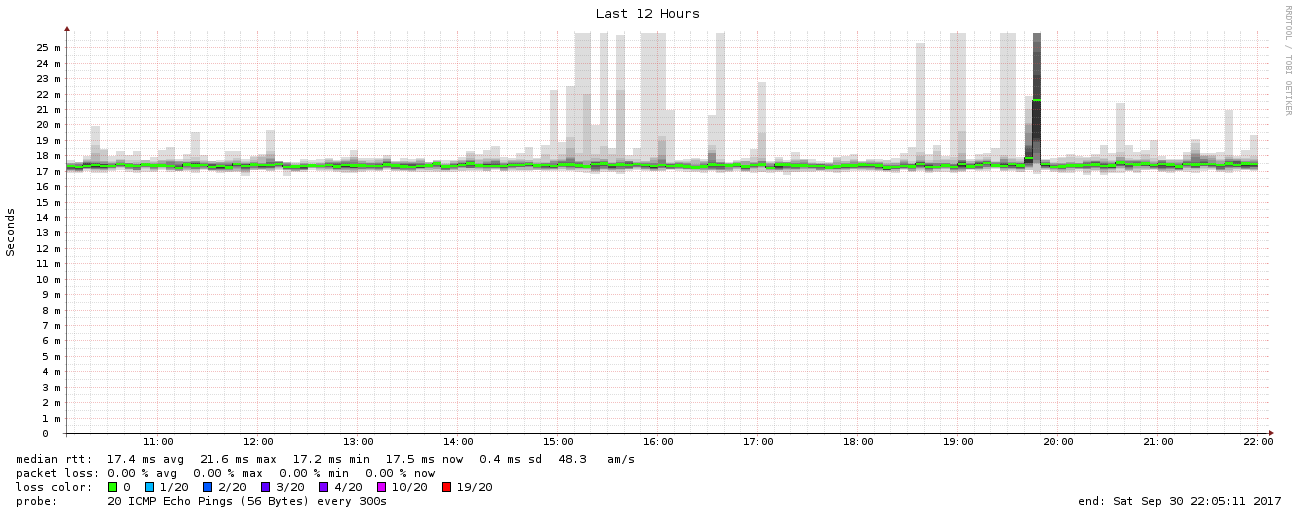 Last 12 Hours
RRDTOOL / TOBI OETIKER
Seconds
25 m
24 m
23 m
22 m
21 m
20 m
19 m
18 m
17 m
16 m
15 m
14 m
13 m
12 m
11 m
10 m
9 m
8 m
7 m
6 m
5 m
4 m
3 m
2 m
1 m
0
11:00 12:00 13:00 14:00 15:00 16:00 17:00 18:00 19:00 20:00 21:00 22:00
median rtt: 17.4 ms avg 21.6 ms max 17.2 ms min 17.5 ms now 0.4 ms sd 48.3 am/s
packet loss: 0.00 % avg 0.00 % max 0.00 % min 0.00 % now
loss color: 0 1/20 2/20 3/20 4/20 10/20 19/20
probe: 20 ICMP Echo Pings (56 Bytes) every 300s end: Sat Sep 30 22:05:11 2017